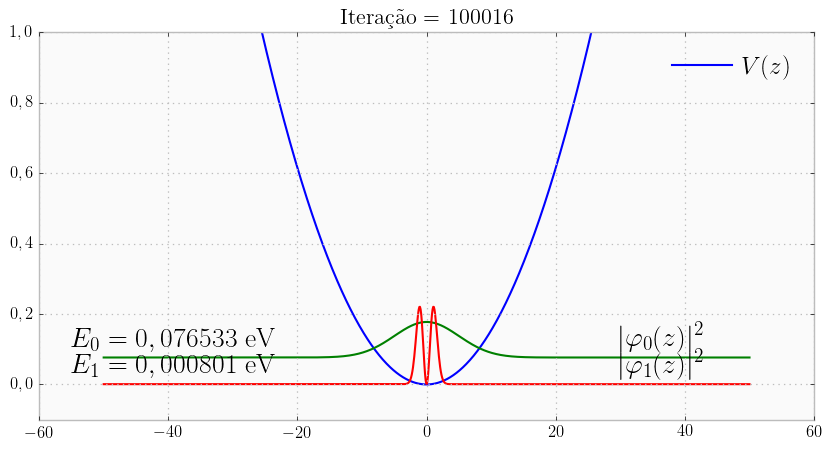 Iteração = 100016
1,0
0,8
0,6
0,4
0,2
0,0
V(z)
E₀ = 0,076533 eV
|φ₀(z)|²
E₁ = 0,000801 eV
|φ₁(z)|²
−60 −40 −20 0 20 40 60